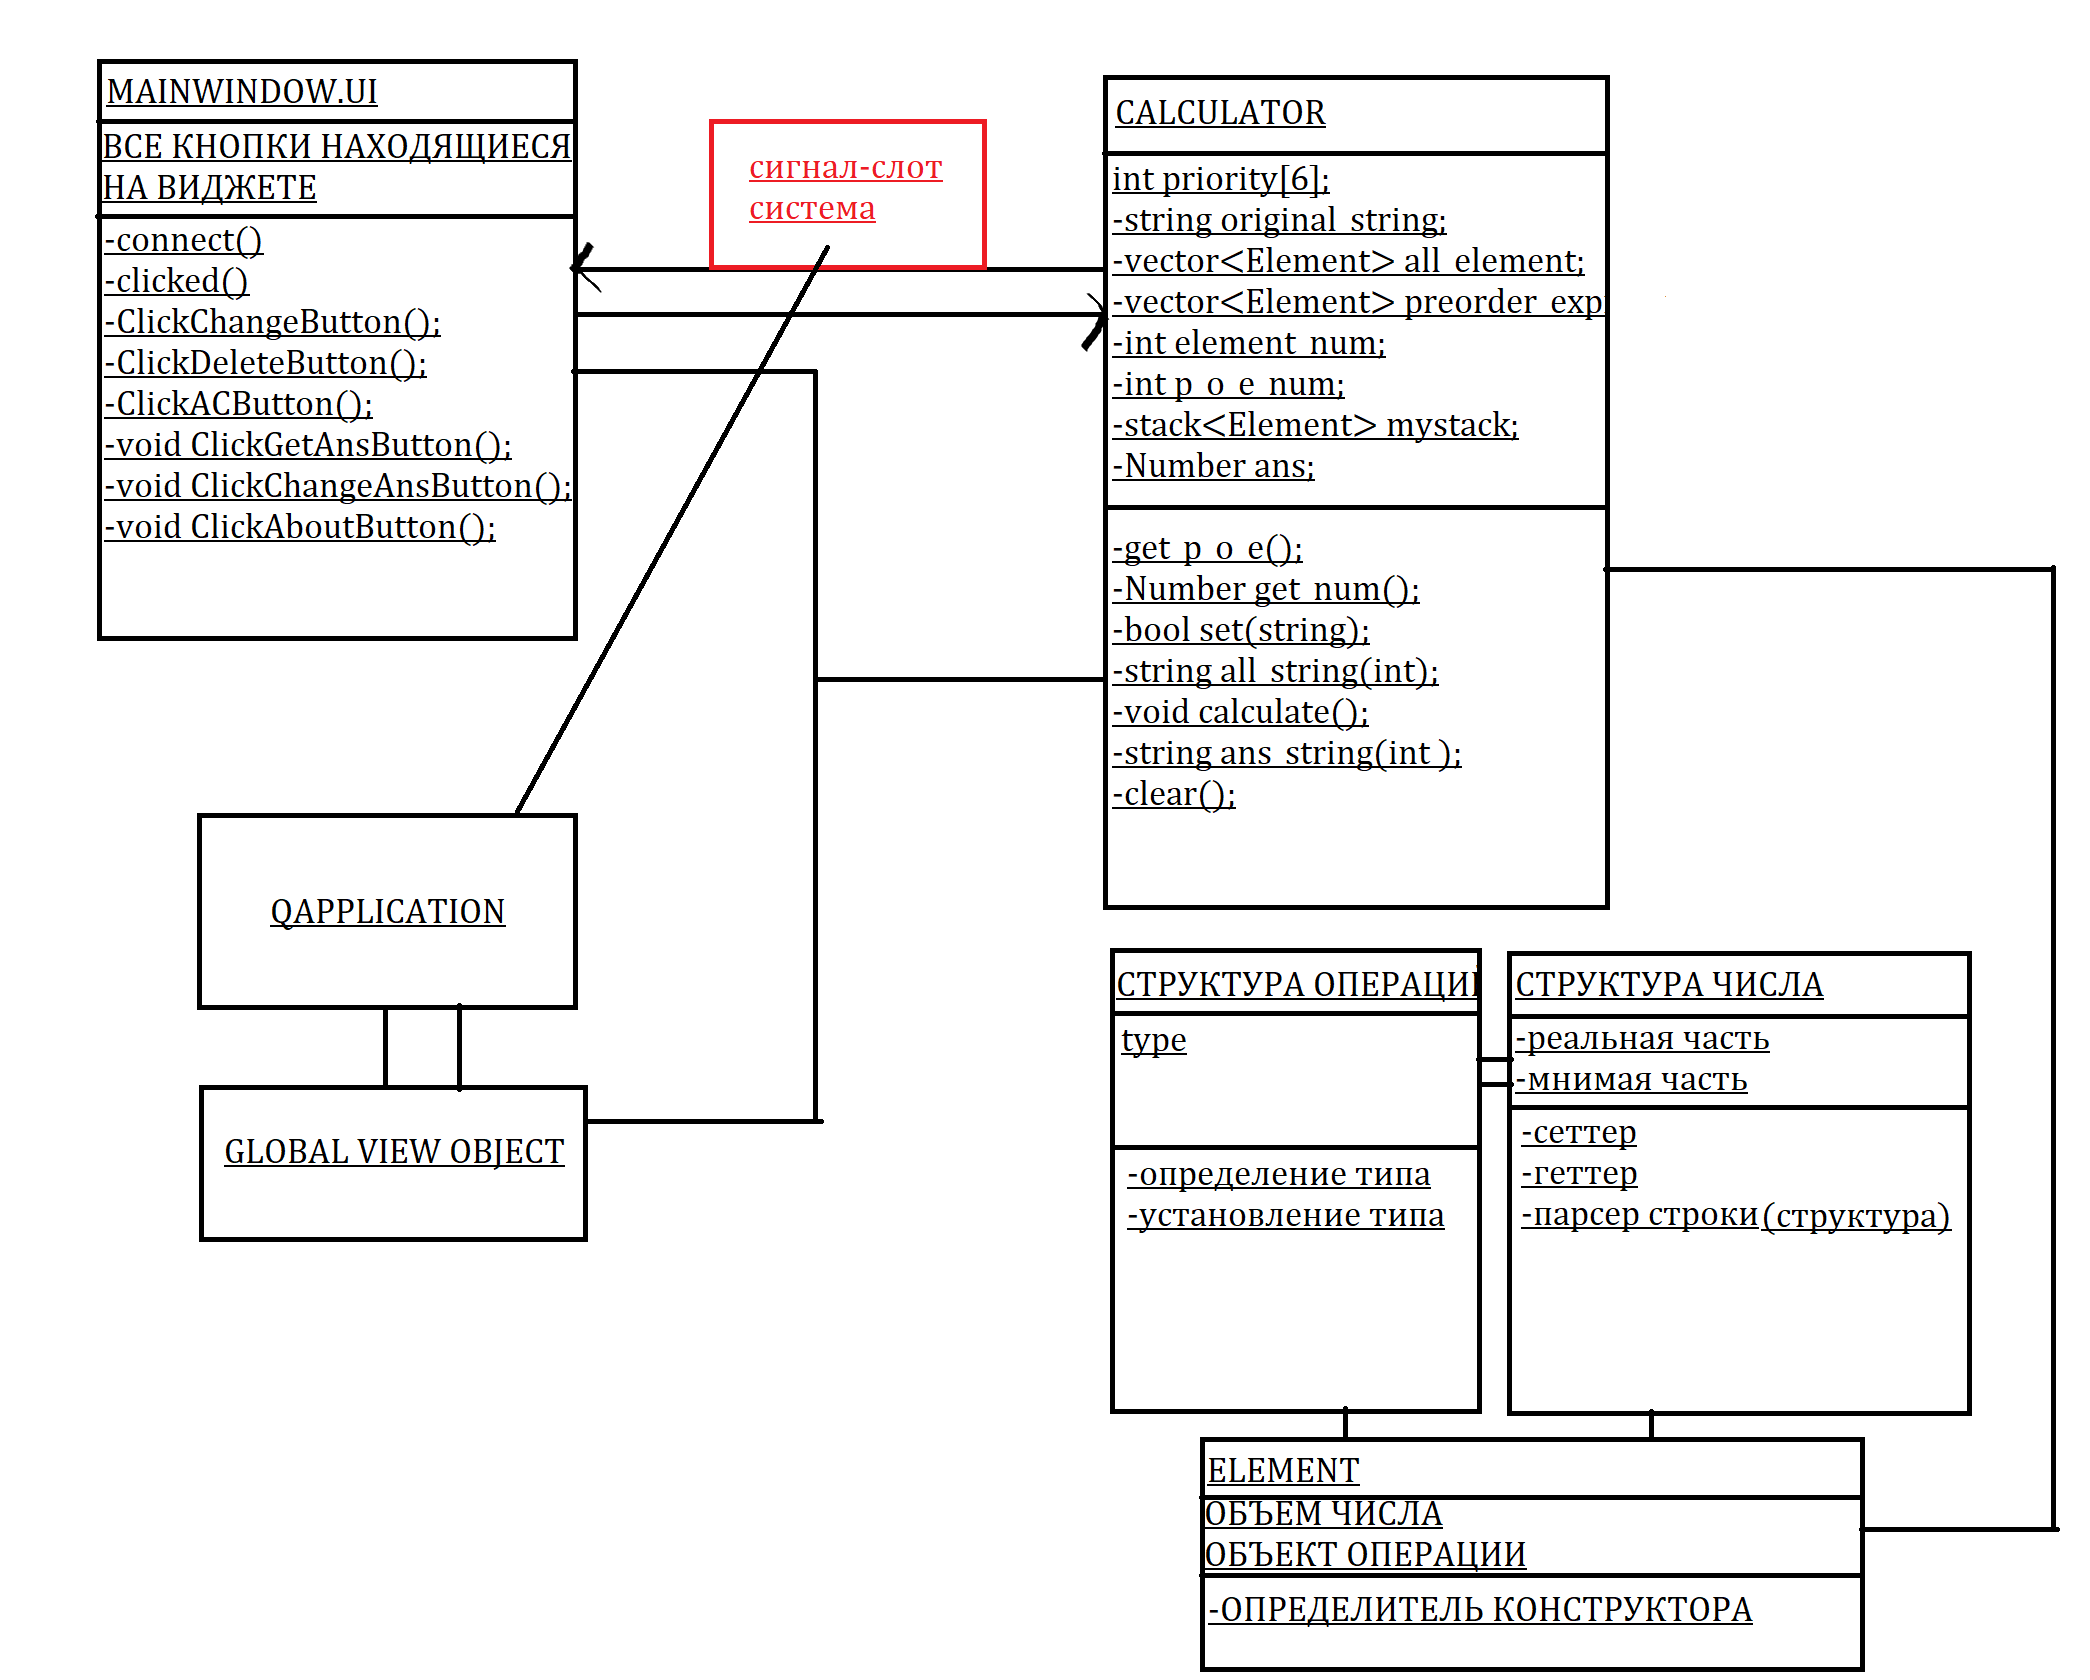 MAINWINDOW.UI
ВСЕ КНОПКИ НАХОДЯЩИЕСЯ
НА ВИДЖЕТЕ
-connect()
-clicked()
-ClickChangeButton();
-ClickDeleteButton();
-ClickACButton();
-void ClickGetAnsButton();
-void ClickChangeAnsButton();
-void ClickAboutButton();
сигнал-слот
система
CALCULATOR
int priority[6];
-string original_string;
-vector<Element> all_element;
-vector<Element> preorder_exp
-int element_num;
-int p_o_e_num;
-stack<Element> mystack;
-Number ans;
-get_p_o_e();
-Number get_num();
-bool set(string);
-string all_string(int);
-void calculate();
-string ans_string(int );
-clear();
QAPPLICATION
GLOBAL VIEW OBJECT
СТРУКТУРА ОПЕРАЦИЙ
type
-определение типа
-установление типа
СТРУКТУРА ЧИСЛА
-реальная часть
-мнимая часть
-сеттер
-геттер
-парсер строки(структура)
ELEMENT
ОБЪЕМ ЧИСЛА
ОБЪЕКТ ОПЕРАЦИИ
-ОПРЕДЕЛИТЕЛЬ КОНСТРУКТОРА